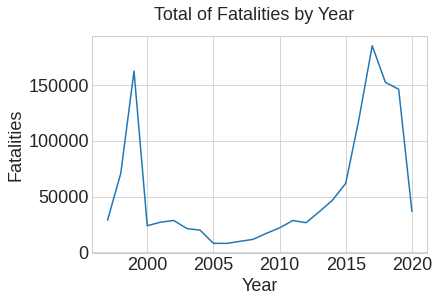 Total of Fatalities by Year
Fatalities
150000
100000
50000
0
2000 2005 2010 2015 2020
Year